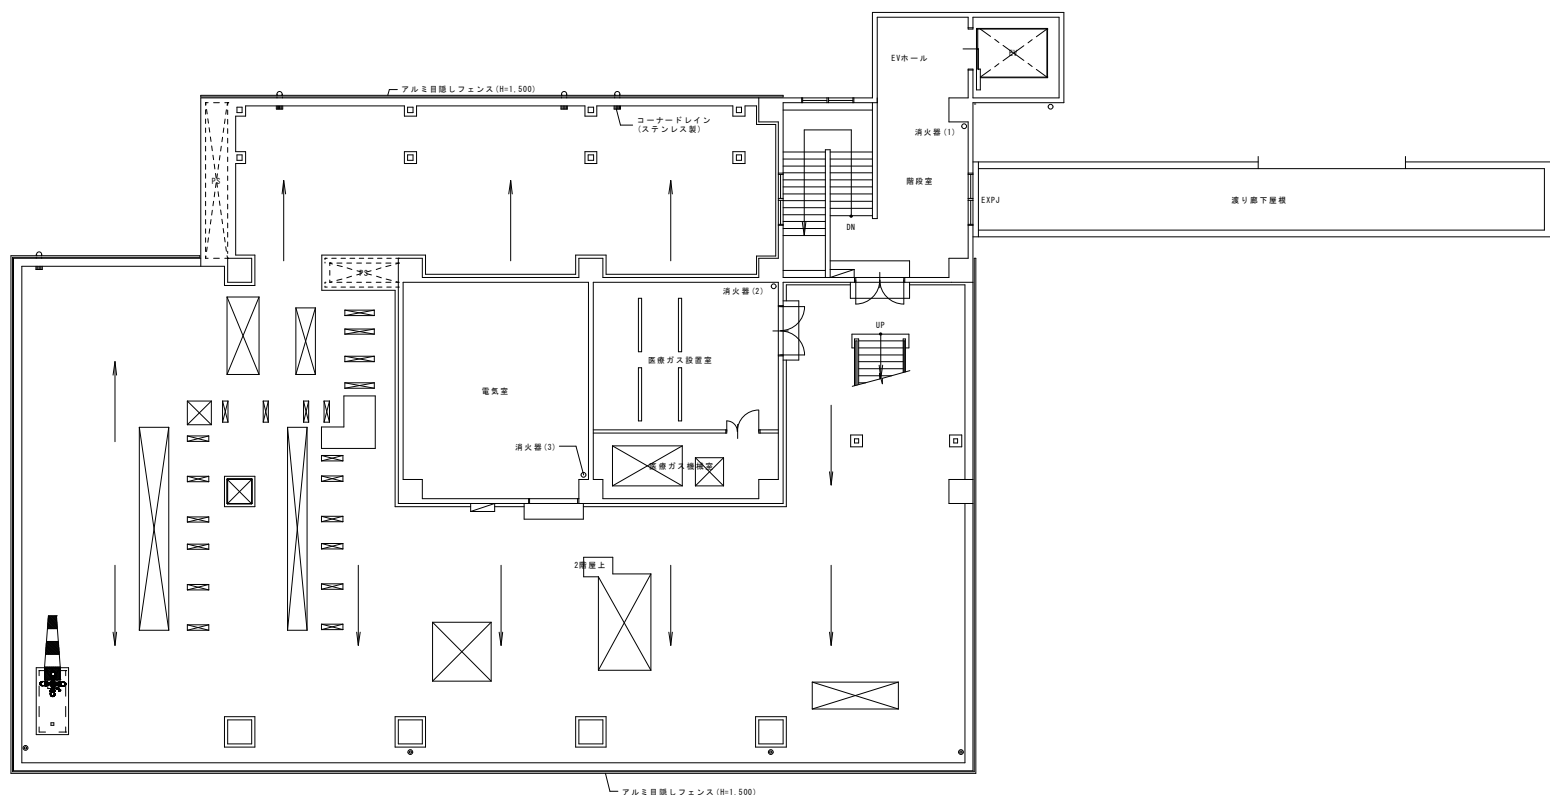 EV
EVホール
アルミ目隠しフェンス(H=1,500)
コーナードレイン
(ステンレス製)
消火器(1)
PS
階段室
EXPJ
渡り廊下屋根
DN
PS
消火器(2)
UP
医療ガス設置室
電気室
消火器(3)
医療ガス機械室
2階屋上
アルミ目隠しフェンス(H=1,500)